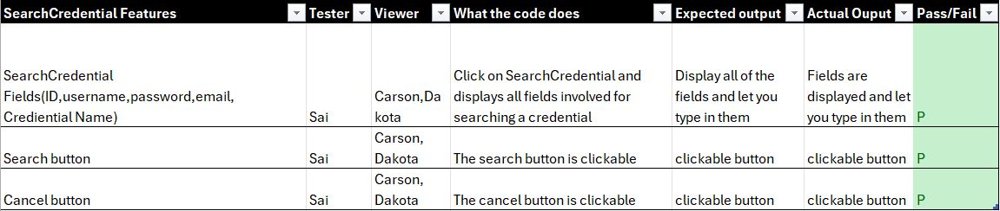 SearchCredential Features Tester Viewer What the code does Expected output Actual Ouput Pass/Fail
SearchCredential
Fields(ID,username,password,email,
Crediential Name)
Sai
Carson,Da
kota
Click on SearchCredential and
displays all fields involved for
searching a credential
Display all of the
fields and let you
type in them
Fields are
displayed and let
you type in them
P
Search button
Sai
Carson,
Dakota
The search button is clickable
clickable button
clickable button
P
Cancel button
Sai
Carson,
Dakota
The cancel button is clickable
clickable button
clickable button
P